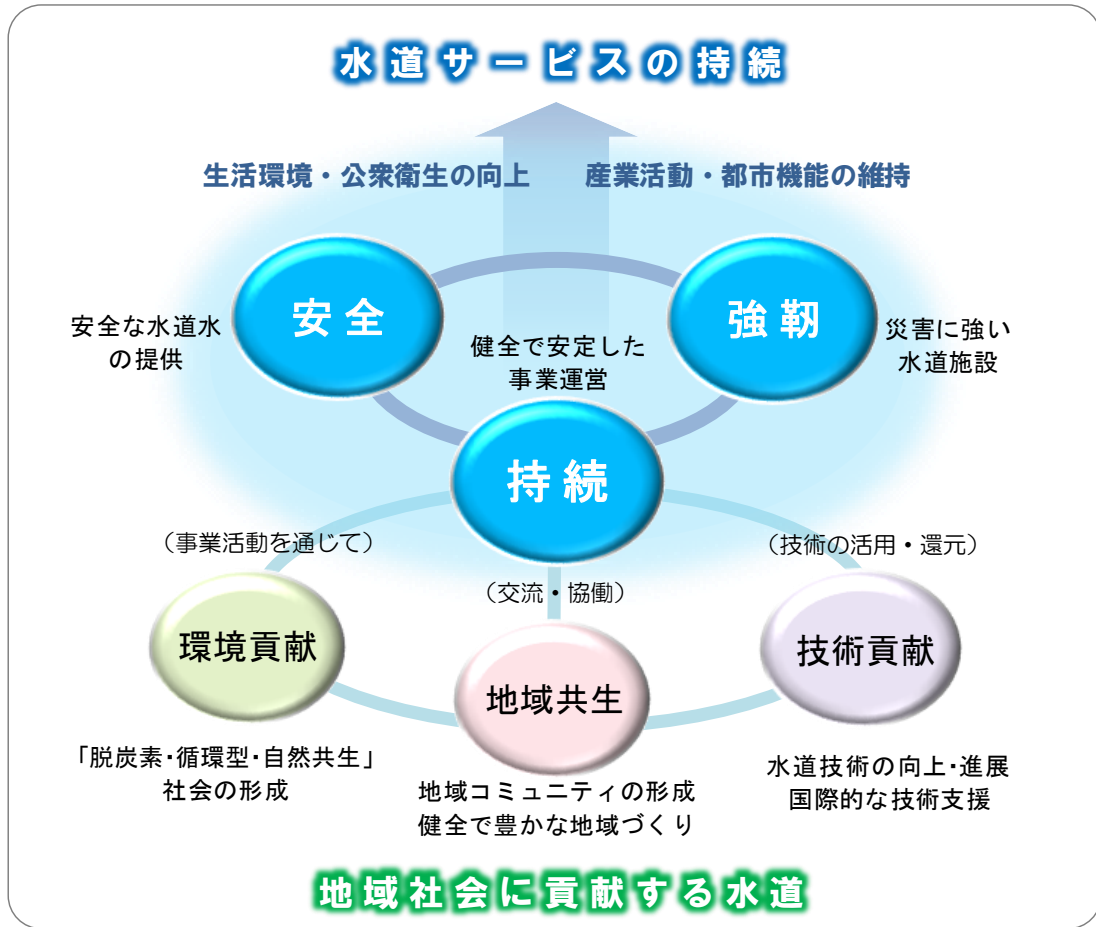 水道サービスの持続
生活環境・公衆衛生の向上
産業活動・都市機能の維持
安全
強靭
安全な水道水
の提供
健全で安定した
事業運営
災害に強い
水道施設
持続
（事業活動を通じて）
（交流・協働）
（技術の活用・還元）
環境貢献
地域共生
技術貢献
「脱炭素・循環型・自然共生」
社会の形成
地域コミュニティの形成
健全で豊かな地域づくり
水道技術の向上・進展
国際的な技術支援
地域社会に貢献する水道